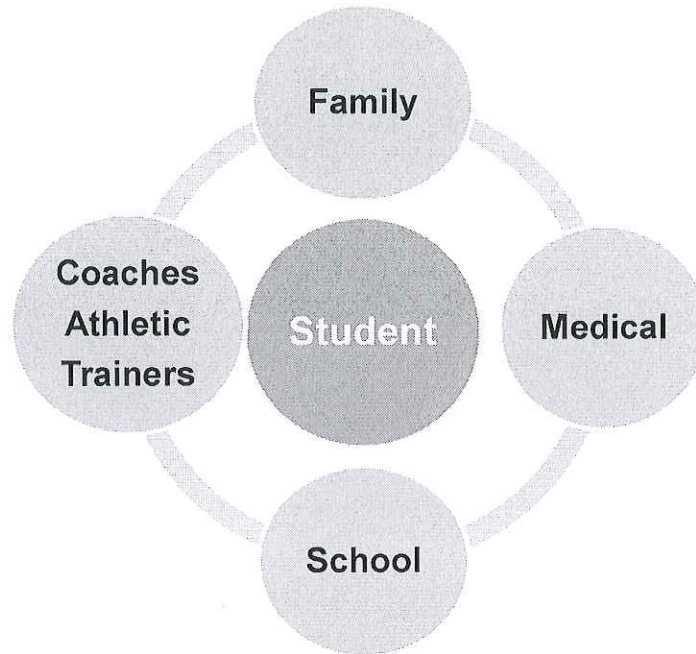 Family
Coaches
Athletic
Trainers
Student
Medical
School